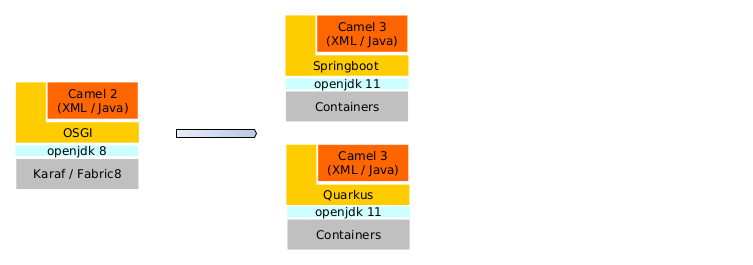 Camel 2
(XML / Java)
OSGI
openjdk 8
Karaf / Fabric8
Camel 3
(XML / Java)
Springboot
openjdk 11
Containers
Camel 3
(XML / Java)
Quarkus
openjdk 11
Containers